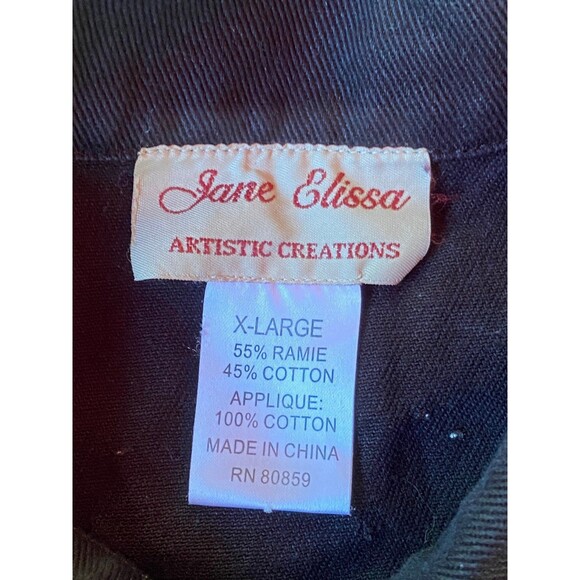 Jane Elissa
ARTISTIC CREATIONS
X-LARGE
55% RAMIE
45% COTTON
APPLIQUE:
100% COTTON
MADE IN CHINA
RN 80859